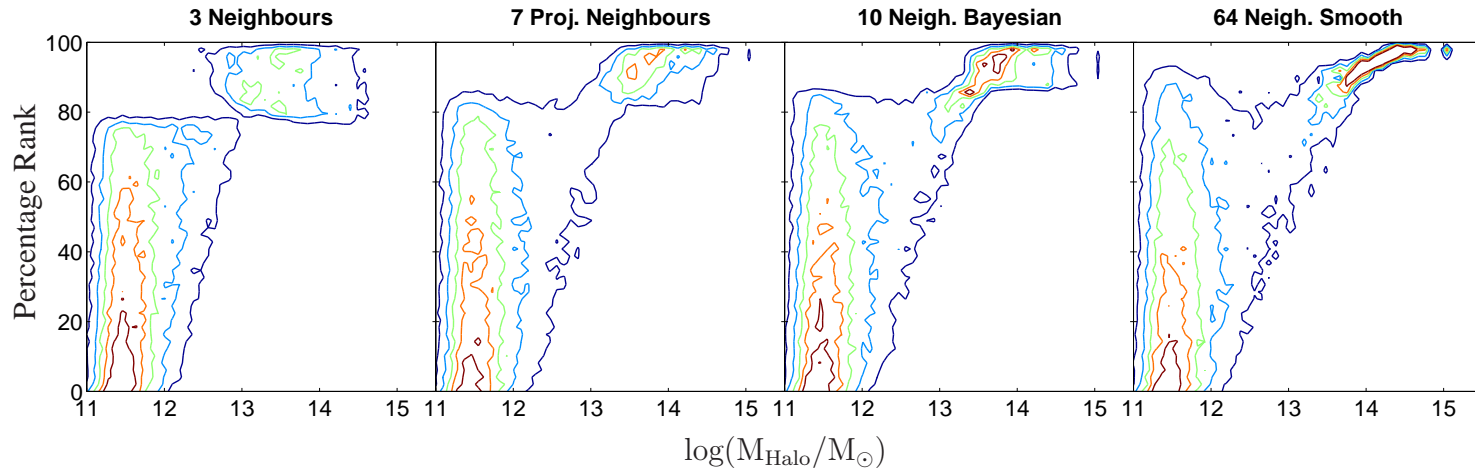 3 Neighbours 7 Proj. Neighbours 10 Neigh. Bayesian 64 Neigh. Smooth
100
80
60
40
20
0
Percentage Rank
11 12 13 14 15 11 12 13 14 15 11 12 13 14 15 11 12 13 14 15
log(M_Halo/M_⊙)